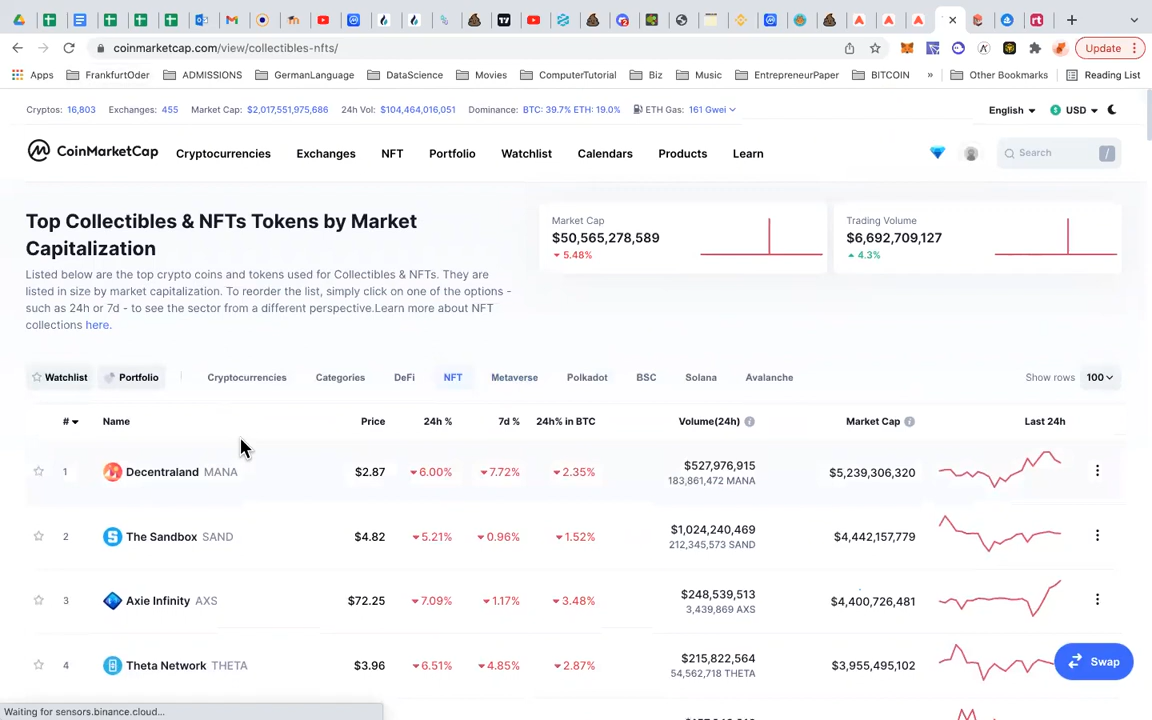 coinmarketcap.com/view/collectibles-nfts/
Update
Apps FrankfurtOder ADMISSIONS GermanLanguage DataScience Movies ComputerTutorial Biz Music EntrepreneurPaper BITCOIN » Other Bookmarks Reading List
Cryptos: 16,803 Exchanges: 455 Market Cap: $2,017,551,975,686 24h Vol: $104,464,016,051 Dominance: BTC: 39.7% ETH: 19.0% ETH Gas: 161 Gwei English USD
CoinMarketCap Cryptocurrencies Exchanges NFT Portfolio Watchlist Calendars Products Learn Search /
Top Collectibles & NFTs Tokens by Market
Capitalization
Listed below are the top crypto coins and tokens used for Collectibles & NFTs. They are
listed in size by market capitalization. To reorder the list, simply click on one of the options -
such as 24h or 7d - to see the sector from a different perspective.Learn more about NFT
collections here.
Market Cap
$50,565,278,589
5.48%
Trading Volume
$6,692,709,127
4.3%
Watchlist Portfolio Cryptocurrencies Categories DeFi NFT Metaverse Polkadot BSC Solana Avalanche Show rows 100
# Name Price 24h % 7d % 24h% in BTC Volume(24h) Market Cap Last 24h
1 Decentraland MANA $2.87 6.00% 7.72% 2.35% $527,976,915 $5,239,306,320
183,861,472 MANA
2 The Sandbox SAND $4.82 5.21% 0.96% 1.52% $1,024,240,469 $4,442,157,779
212,345,573 SAND
3 Axie Infinity AXS $72.25 7.09% 1.17% 3.48% $248,539,513 $4,400,726,481
3,439,869 AXS
4 Theta Network THETA $3.96 6.51% 4.85% 2.87% $215,822,564 $3,955,495,102
54,562,718 THETA
Swap
Waiting for sensors.binance.cloud...